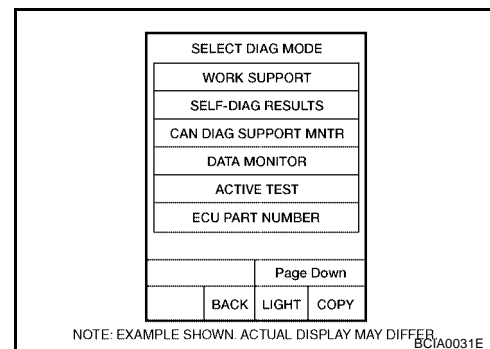 SELECT DIAG MODE
WORK SUPPORT
SELF-DIAG RESULTS
CAN DIAG SUPPORT MNTR
DATA MONITOR
ACTIVE TEST
ECU PART NUMBER
Page Down
BACK LIGHT COPY
NOTE: EXAMPLE SHOWN. ACTUAL DISPLAY MAY DIFFER.
BCIA0031E